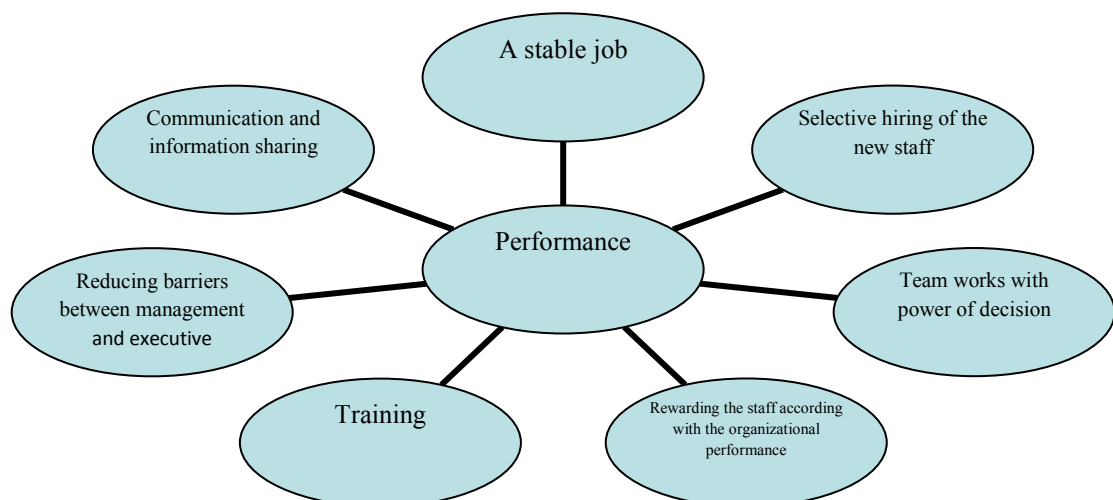 A stable job
Communication and
information sharing
Selective hiring of the
new staff
Performance
Reducing barriers
between management
and executive
Team works with
power of decision
Training
Rewarding the staff according
with the organizational
performance